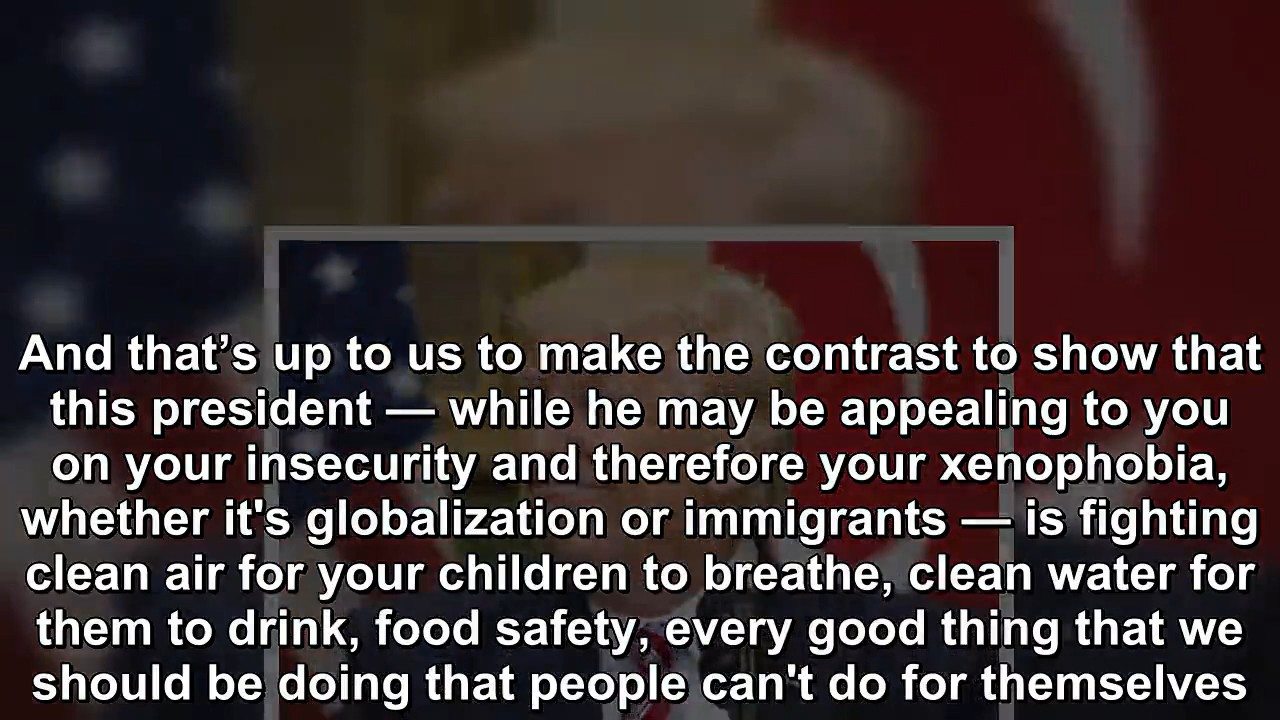 And that’s up to us to make the contrast to show that
this president — while he may be appealing to you
on your insecurity and therefore your xenophobia,
whether it's globalization or immigrants — is fighting
clean air for your children to breathe, clean water for
them to drink, food safety, every good thing that we
should be doing that people can't do for themselves